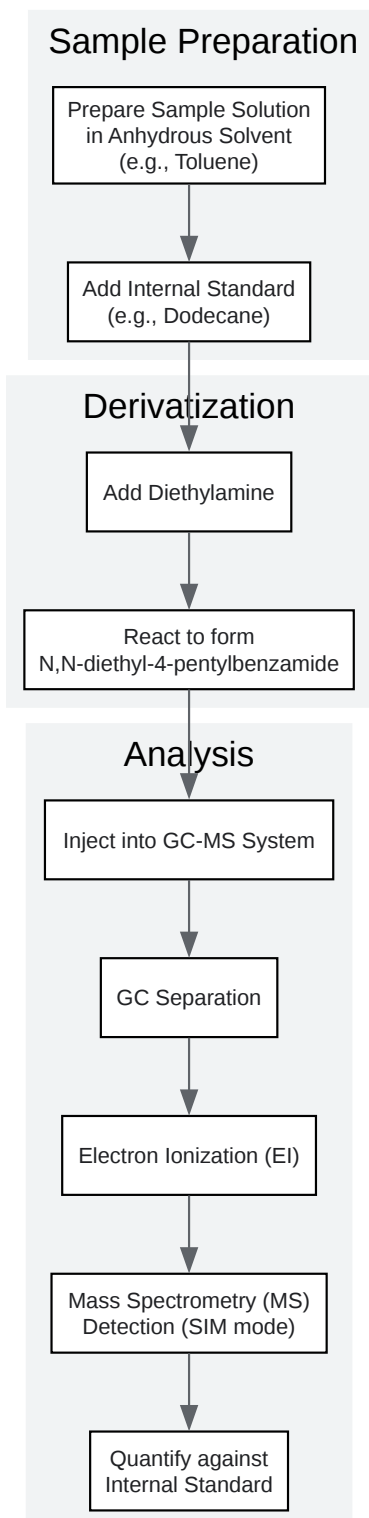 Sample Preparation
Prepare Sample Solution
in Anhydrous Solvent
(e.g., Toluene)
Add Internal Standard
(e.g., Dodecane)
Derivatization
Add Diethylamine
React to form
N,N-diethyl-4-pentylbenzamide
Analysis
Inject into GC-MS System
GC Separation
Electron Ionization (EI)
Mass Spectrometry (MS)
Detection (SIM mode)
Quantify against
Internal Standard